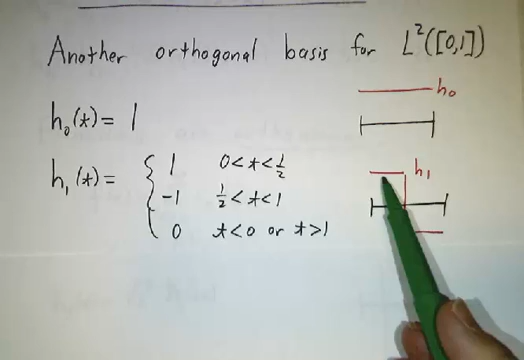 Another orthogonal basis for L²([0,1])
h₀(t) = 1
h₀
h₁(t) = { 1 0<t<1/2
-1 1/2<t<1
0 t<0 or t>1
h₁